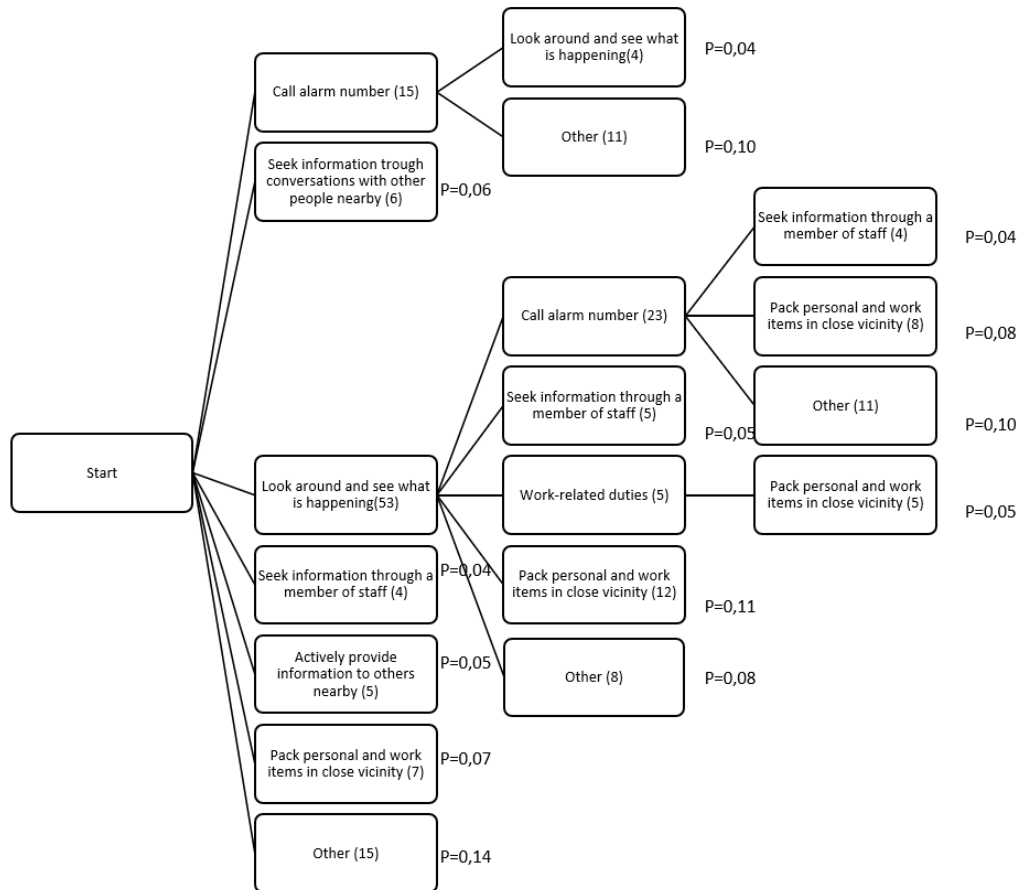 Look around and see what
is happening(4)
P=0,04
Call alarm number (15)
Other (11)
P=0,10
Seek information trough
conversations with other
people nearby (6)
P=0,06
Seek information through a
member of staff (4)
P=0,04
Call alarm number (23)
Pack personal and work
items in close vicinity (8)
P=0,08
Seek information through a
member of staff (5)
P=0,05
Other (11)
P=0,10
Start
Look around and see what
is happening(53)
Work-related duties (5)
Pack personal and work
items in close vicinity (5)
P=0,05
Seek information through a
member of staff (4)
P=0,04
Pack personal and work
items in close vicinity (12)
P=0,11
Actively provide
information to others
nearby (5)
P=0,05
Other (8)
P=0,08
Pack personal and work
items in close vicinity (7)
P=0,07
Other (15)
P=0,14